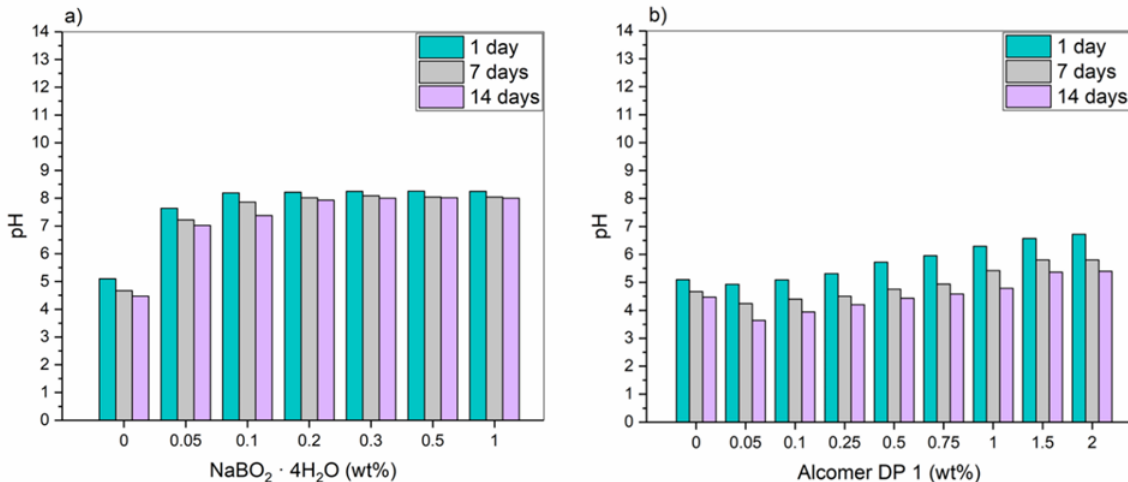 a)
1 day
7 days
14 days
pH
14
13
12
11
10
9
8
7
6
5
4
3
2
1
0
0 0.05 0.1 0.2 0.3 0.5 1
NaBO₂ · 4H₂O (wt%)
b)
1 day
7 days
14 days
pH
14
13
12
11
10
9
8
7
6
5
4
3
2
1
0
0 0.05 0.1 0.25 0.5 0.75 1 1.5 2
Alcomer DP 1 (wt%)